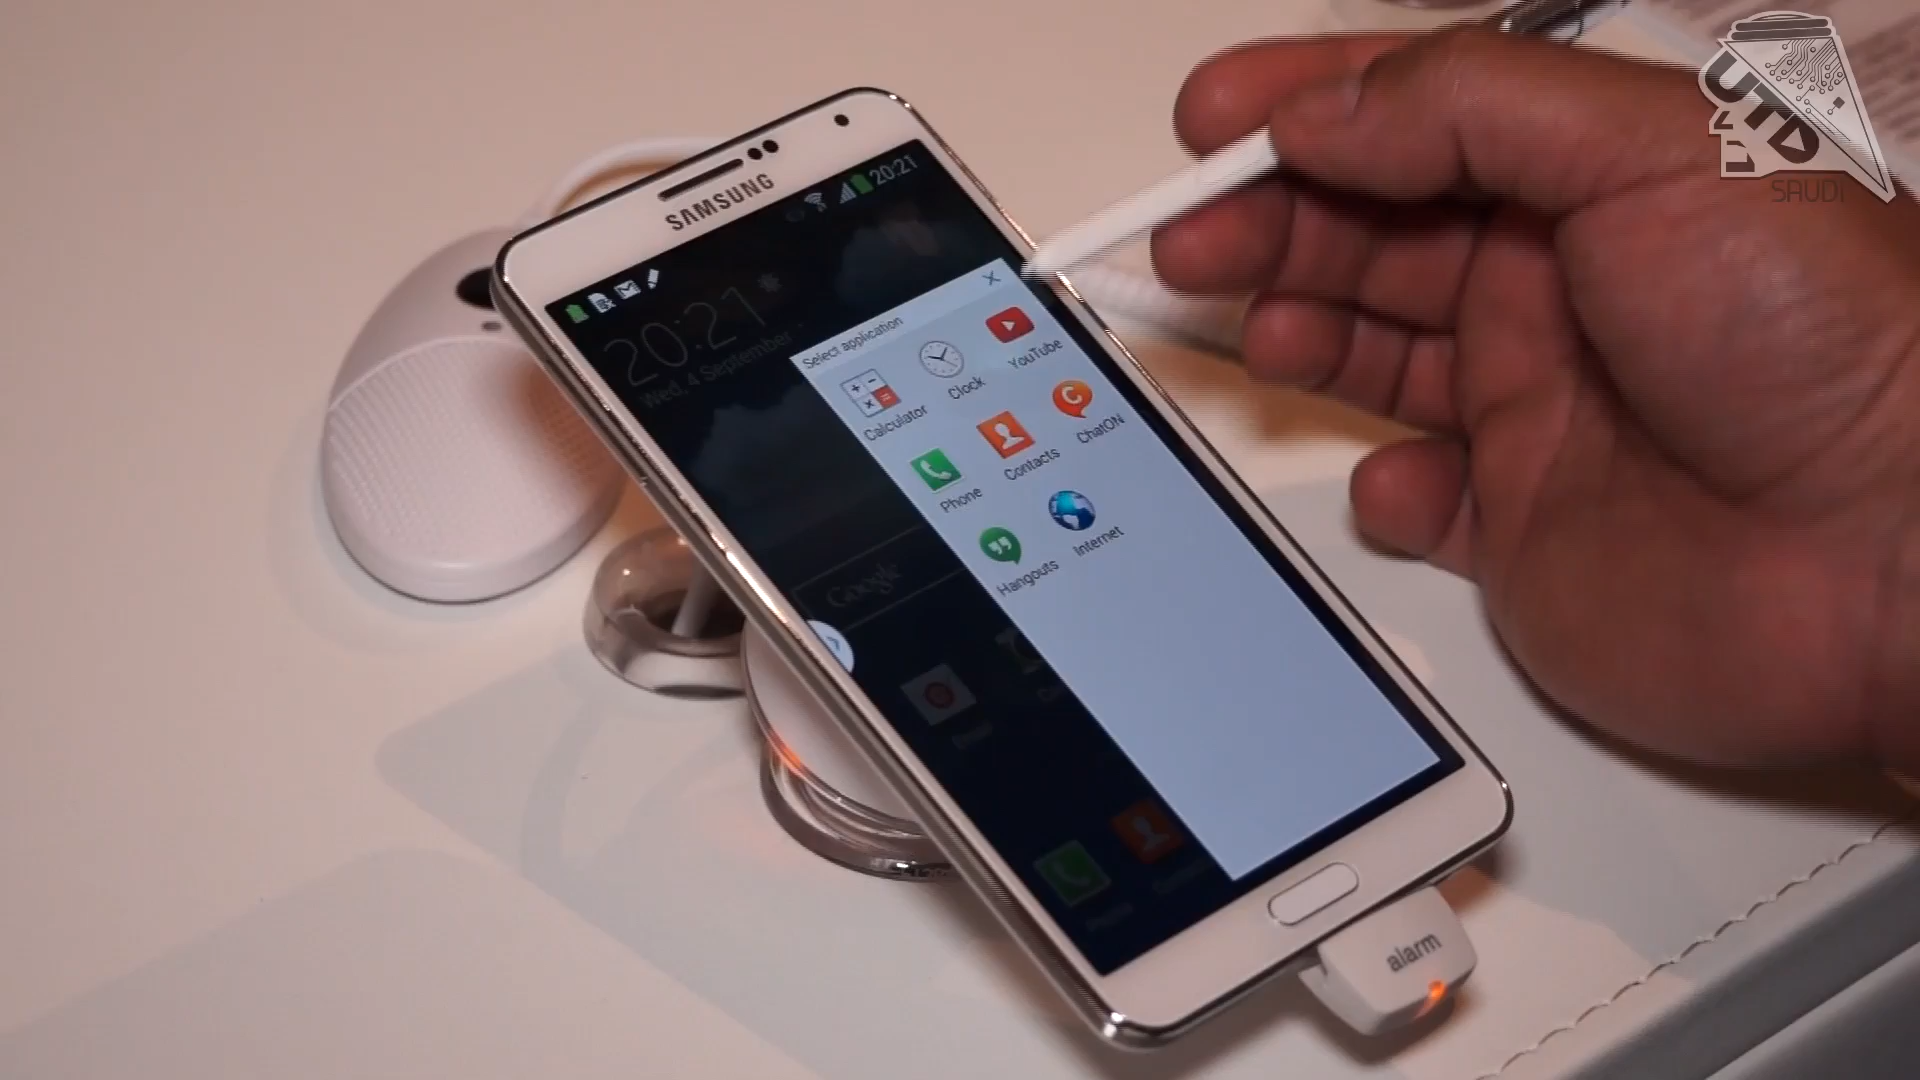 SAMSUNG
20:21
20:21
Wed, 4 September
Select application
Calculator
Clock
YouTube
Phone
Contacts
ChatON
Hangouts
Internet
Google
alarm
SAUDI